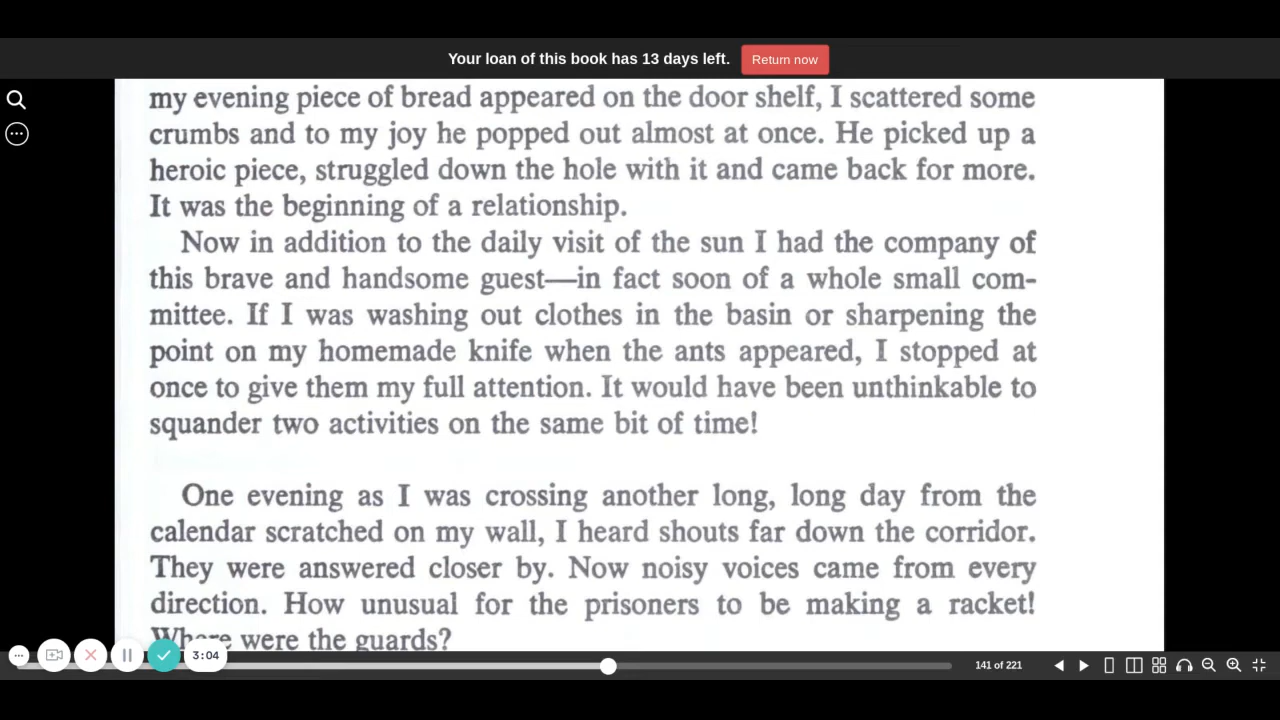 Your loan of this book has 13 days left. Return now
my evening piece of bread appeared on the door shelf, I scattered some
crumbs and to my joy he popped out almost at once. He picked up a
heroic piece, struggled down the hole with it and came back for more.
It was the beginning of a relationship.
Now in addition to the daily visit of the sun I had the company of
this brave and handsome guest—in fact soon of a whole small com-
mittee. If I was washing out clothes in the basin or sharpening the
point on my homemade knife when the ants appeared, I stopped at
once to give them my full attention. It would have been unthinkable to
squander two activities on the same bit of time!
One evening as I was crossing another long, long day from the
calendar scratched on my wall, I heard shouts far down the corridor.
They were answered closer by. Now noisy voices came from every
direction. How unusual for the prisoners to be making a racket!
Where were the guards?
3:04
141 of 221